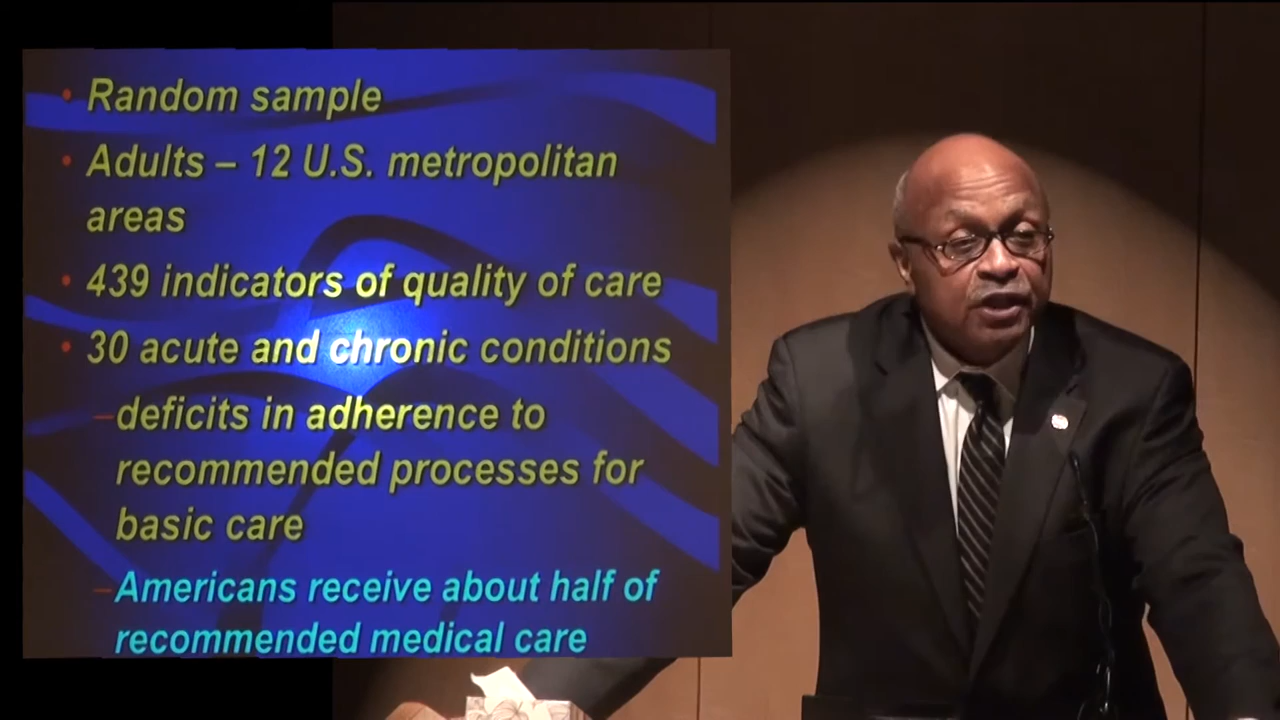 • Random sample
• Adults – 12 U.S. metropolitan
areas
• 439 indicators of quality of care
• 30 acute and chronic conditions
–deficits in adherence to
recommended processes for
basic care
–Americans receive about half of
recommended medical care